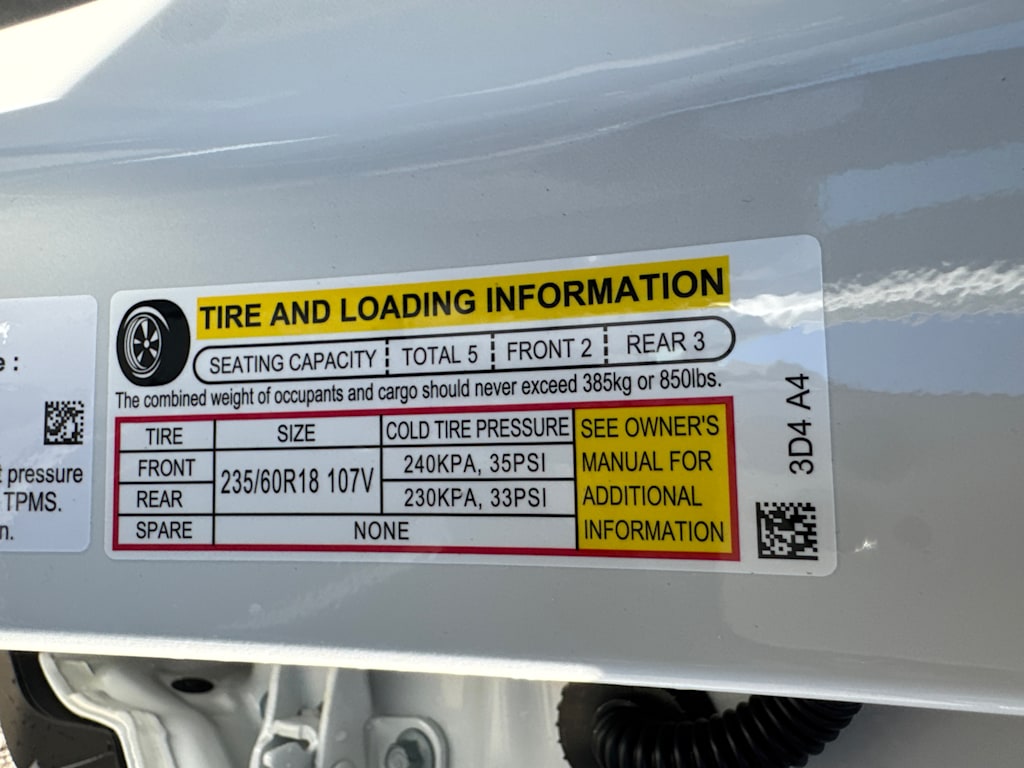 e :
t pressure
TPMS.
n.
TIRE AND LOADING INFORMATION
SEATING CAPACITY TOTAL 5 FRONT 2 REAR 3
The combined weight of occupants and cargo should never exceed 385kg or 850lbs.
TIRE SIZE COLD TIRE PRESSURE
FRONT 235/60R18 107V 240KPA, 35PSI
REAR 230KPA, 33PSI
SPARE NONE
SEE OWNER'S
MANUAL FOR
ADDITIONAL
INFORMATION
3D4 A4